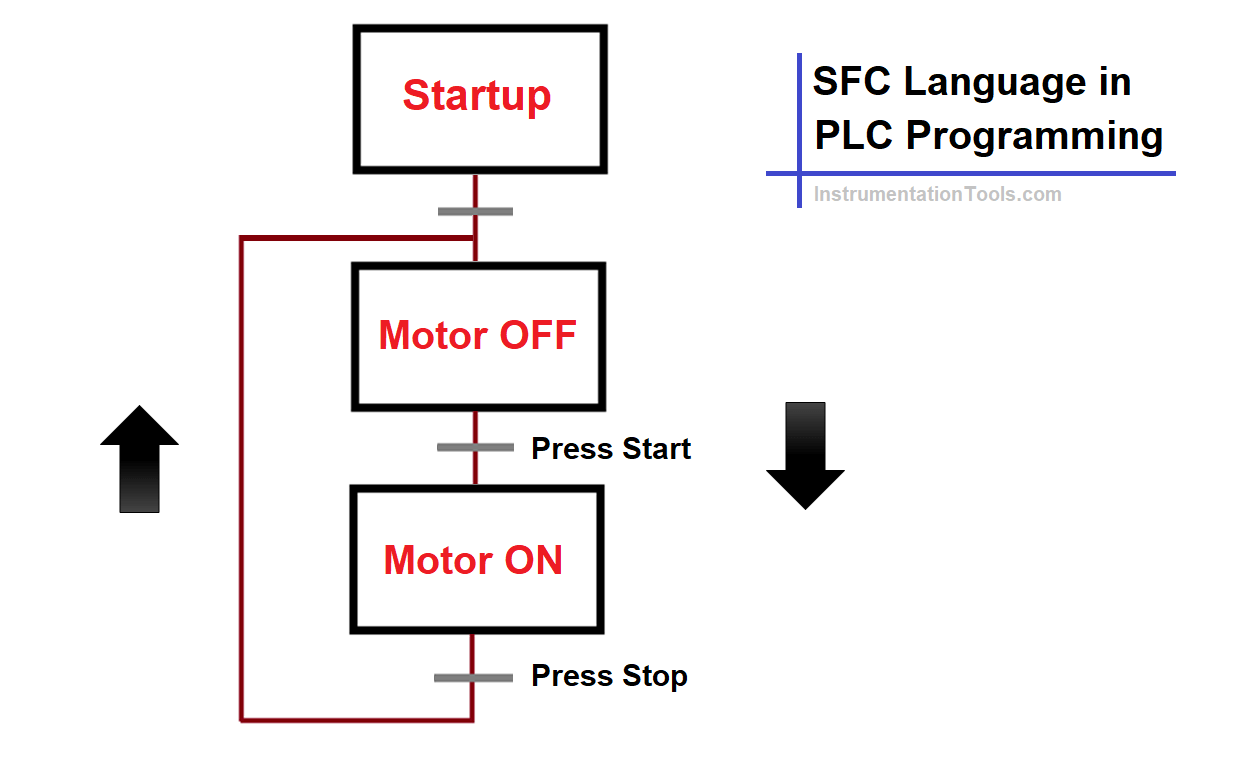 Startup
SFC Language in
PLC Programming
InstrumentationTools.com
Motor OFF
Press Start
Motor ON
Press Stop